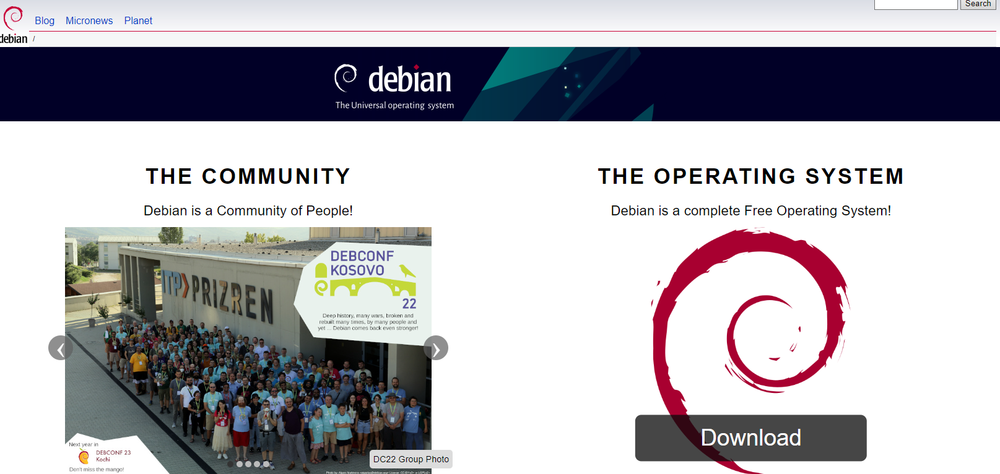 Search
Blog Micronews Planet
debian /
debian
The Universal operating system
THE COMMUNITY
Debian is a Community of People!
DEBCONF
KOSOVO
22
Deep history, many wars, broken and
rebuilt many times, by many people and
yet ... Debian comes back even stronger!
ITP>PRIZREN
‹
›
Next year in
DEBCONF 23
Kochi
Don't miss the mango!
DC22 Group Photo
THE OPERATING SYSTEM
Debian is a complete Free Operating System!
Download